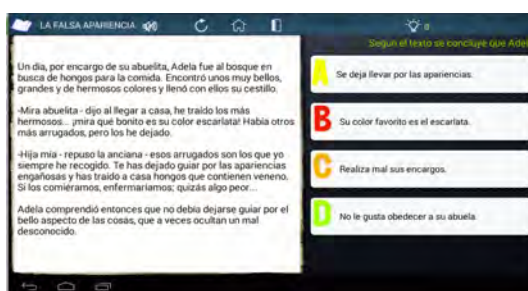 LA FALSA APARIENCIA
0
Según el texto se concluye que Adel
Un día, por encargo de su abuelita, Adela fue al bosque en
busca de hongos para la comida. Encontró unos muy bellos,
grandes y de hermosos colores y llenó con ellos su cestillo.
-Mira abuelita - dijo al llegar a casa, he traido los más
hermosos... ¡mira qué bonito es su color escarlata! Había otros
más arrugados, pero los he dejado.
-Hija mía - repuso la anciana - esos arrugados son los que yo
siempre he recogido. Te has dejado guiar por las apariencias
engañosas y has traído a casa hongos que contienen veneno.
Si los comiéramos, enfermaríamos; quizás algo peor...
Adela comprendió entonces que no debía dejarse guiar por el
bello aspecto de las cosas, que a veces ocultan un mal
desconocido.
A Se deja llevar por las apariencias.
B Su color favorito es el escarlata.
C Realiza mal sus encargos.
D No le gusta obedecer a su abuela.